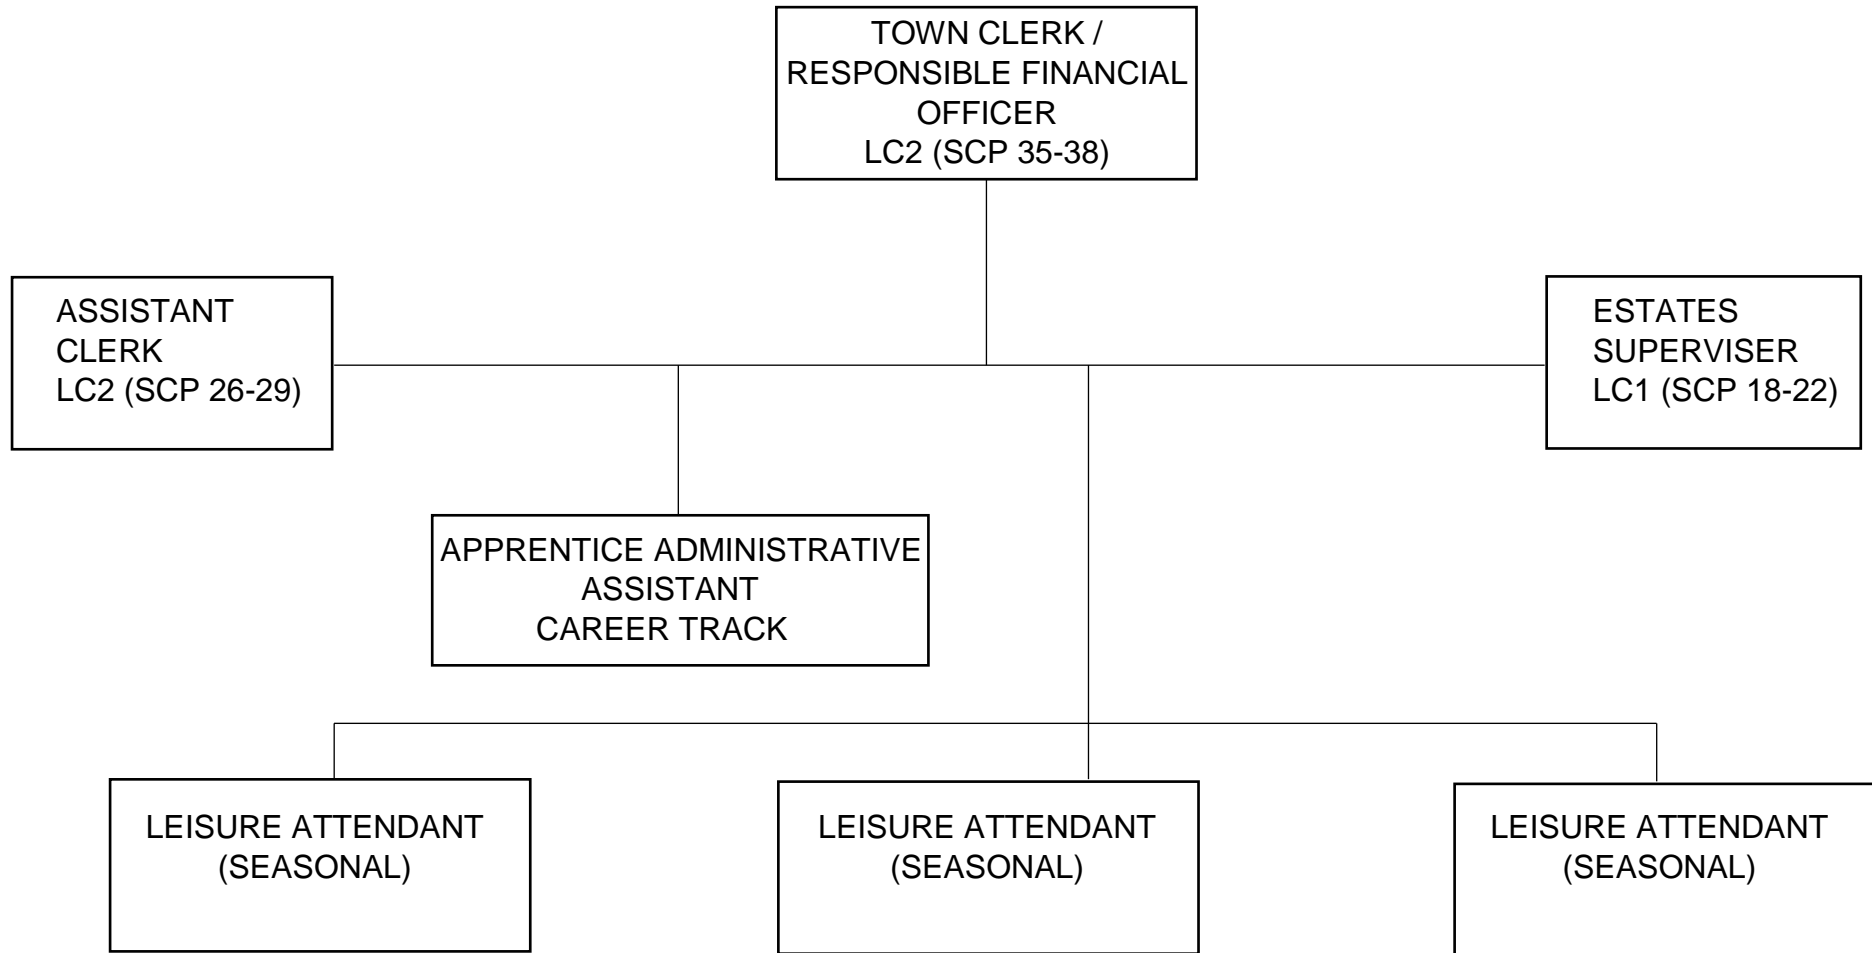 TOWN CLERK /
RESPONSIBLE FINANCIAL
OFFICER
LC2 (SCP 35-38)
ASSISTANT
CLERK
LC2 (SCP 26-29)
ESTATES
SUPERVISER
LC1 (SCP 18-22)
APPRENTICE ADMINISTRATIVE
ASSISTANT
CAREER TRACK
LEISURE ATTENDANT
(SEASONAL)
LEISURE ATTENDANT
(SEASONAL)
LEISURE ATTENDANT
(SEASONAL)